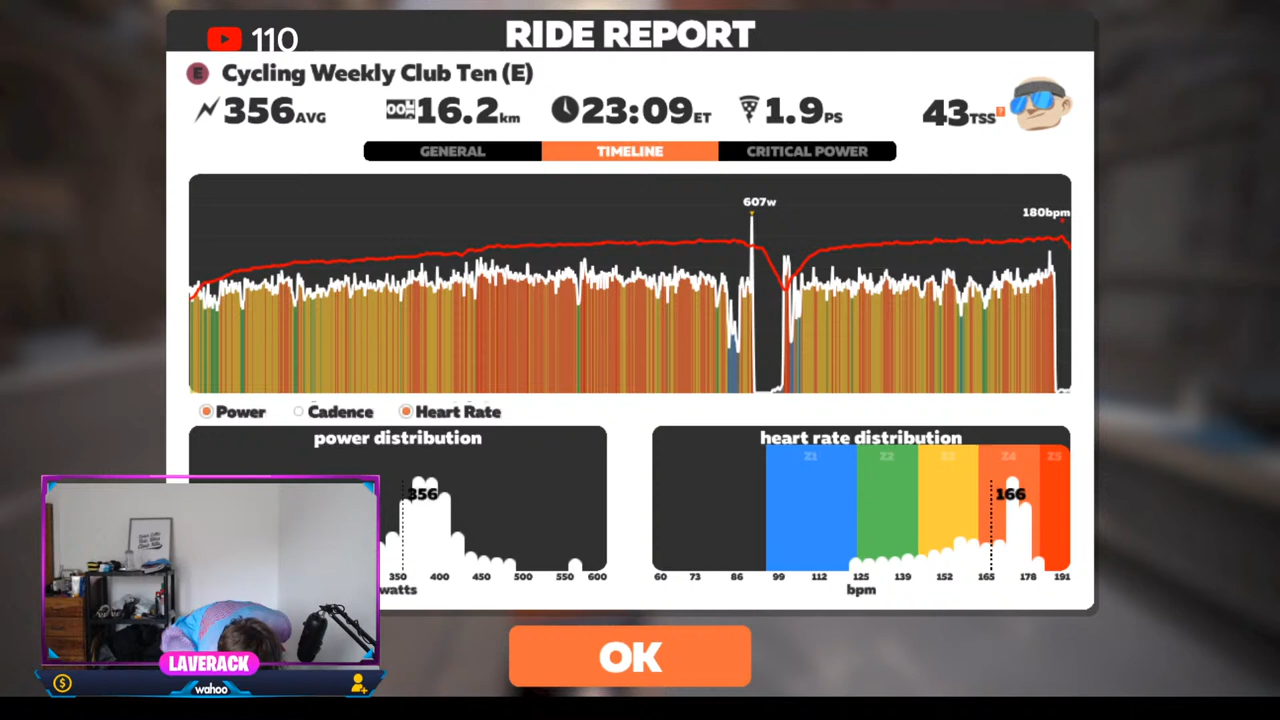 110
RIDE REPORT
E Cycling Weekly Club Ten (E)
356AVG 16.2km 23:09ET 1.9PS 43TSS?
GENERAL TIMELINE CRITICAL POWER
607w
180bpm
Power Cadence Heart Rate
power distribution
356
350 400 450 500 550 600
watts
heart rate distribution
Z1 Z2 Z3 Z4 Z5
166
60 73 86 99 112 125 139 152 165 178 191
bpm
OK
LAVERACK
wahoo